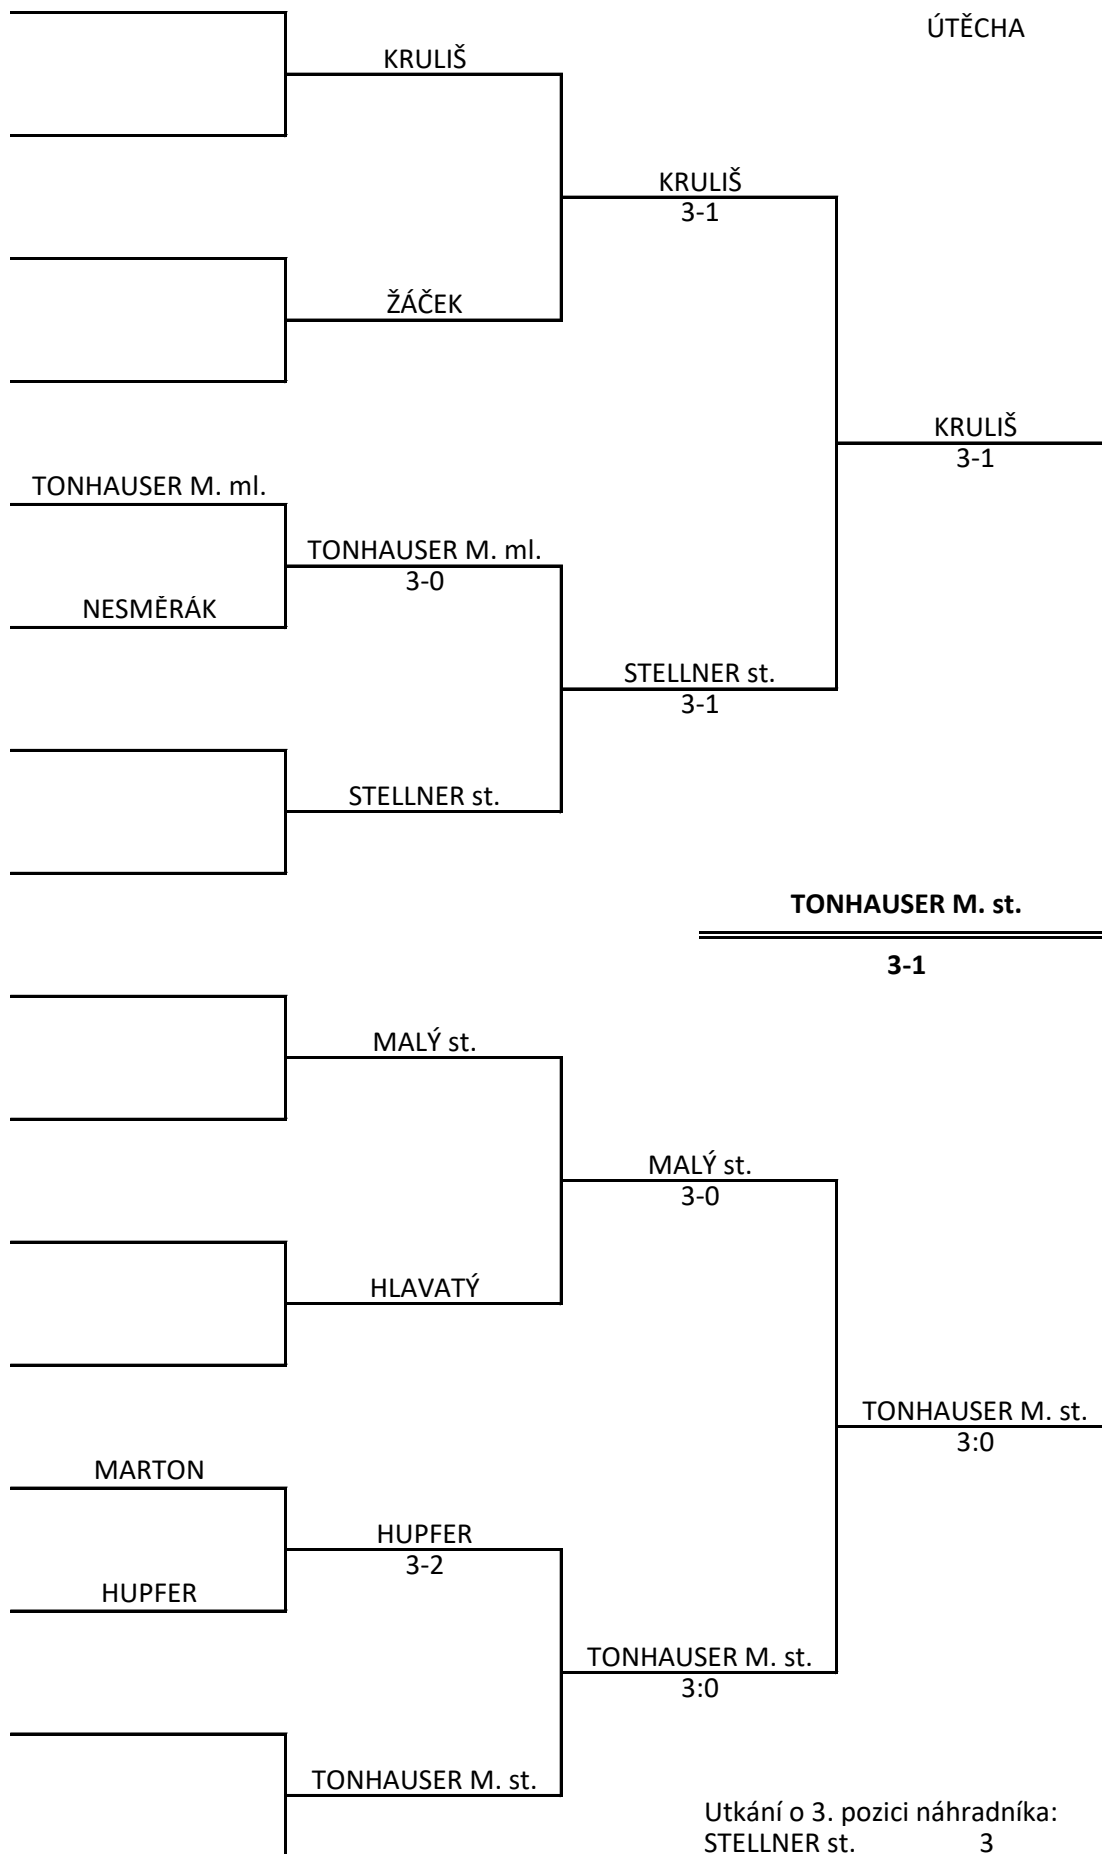 ÚTĚCHA
KRULIŠ
KRULIŠ
3-1
ŽÁČEK
KRULIŠ
3-1
TONHAUSER M. ml.
TONHAUSER M. ml.
3-0
NESMĚRÁK
STELLNER st.
3-1
STELLNER st.
TONHAUSER M. st.
3-1
MALÝ st.
MALÝ st.
3-0
HLAVATÝ
TONHAUSER M. st.
3:0
MARTON
HUPFER
3-2
HUPFER
TONHAUSER M. st.
3:0
TONHAUSER M. st.
Utkání o 3. pozici náhradníka:
STELLNER st. 3